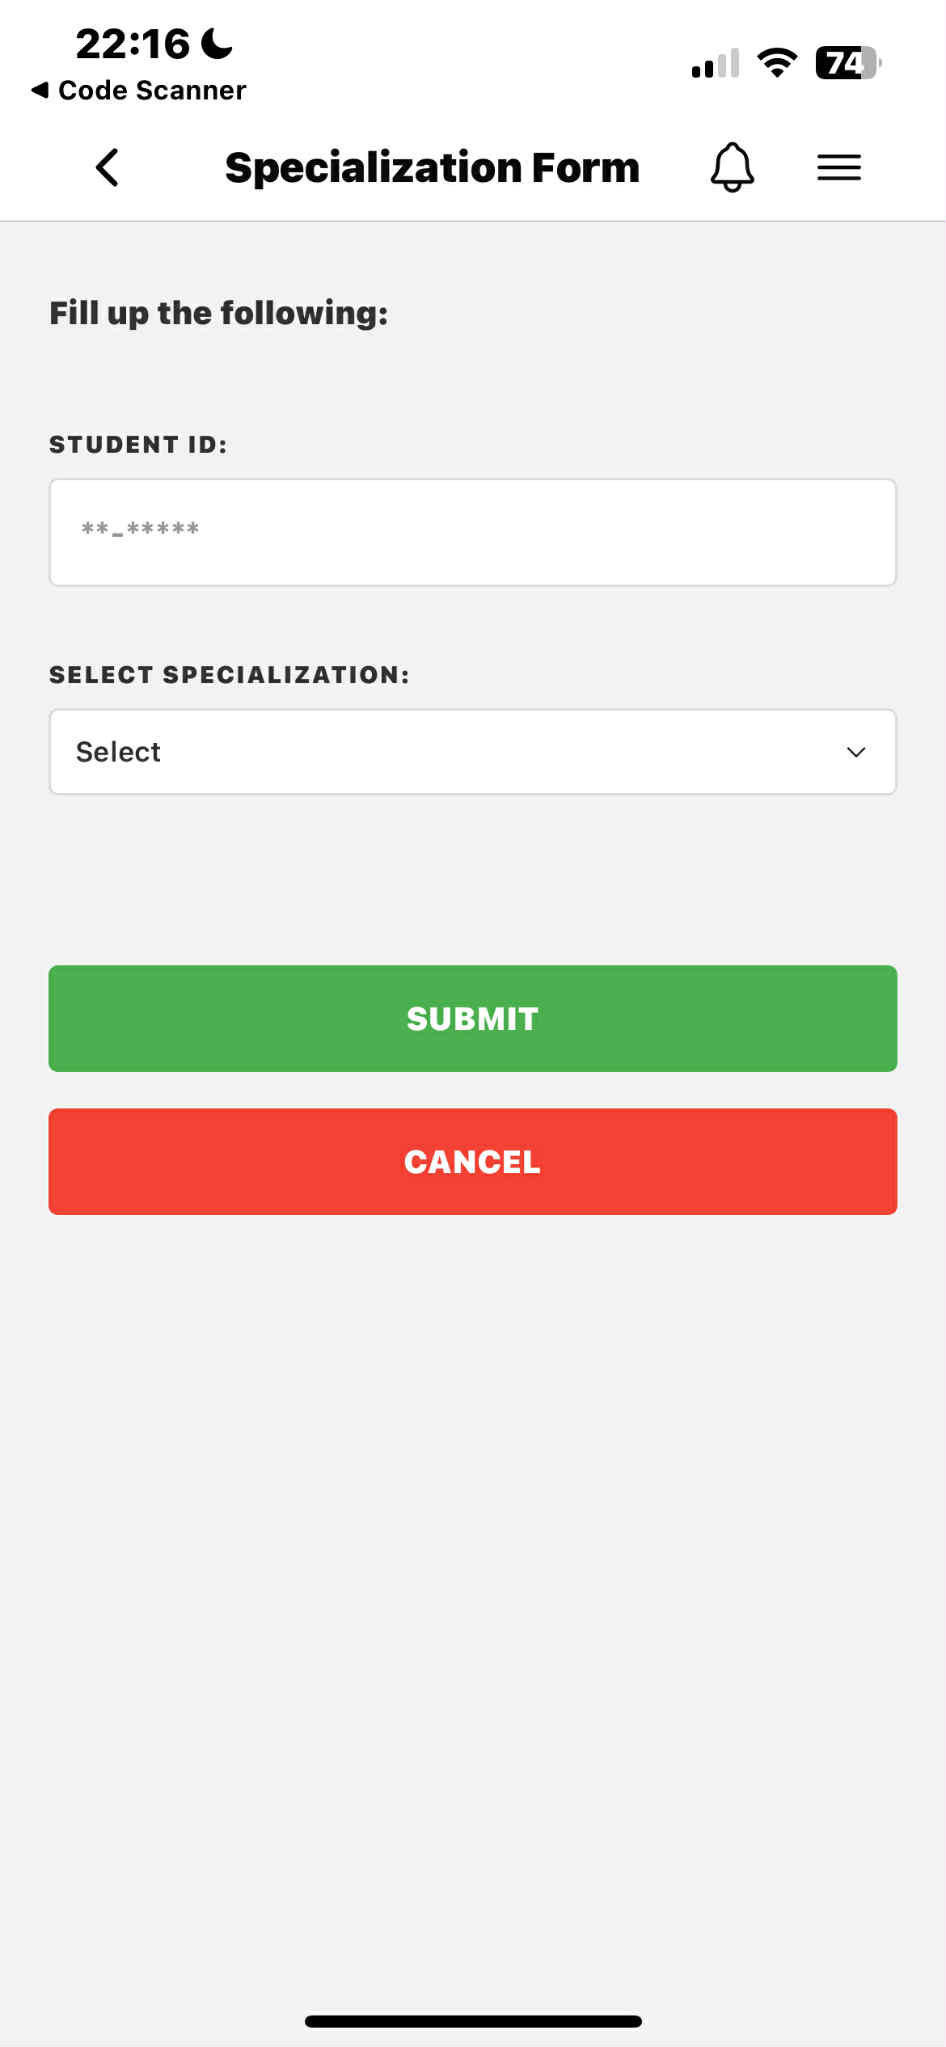 22:16
74
Code Scanner
Specialization Form
Fill up the following:
STUDENT ID:
**-*****
SELECT SPECIALIZATION:
Select
SUBMIT
CANCEL